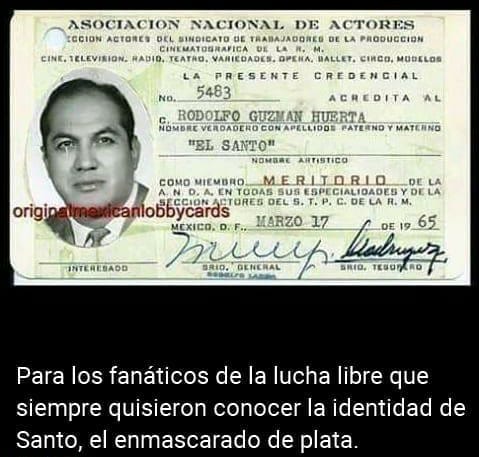 ASOCIACION NACIONAL DE ACTORES
CCION ACTORES DEL SINDICATO DE TRABAJADORES DE LA PRODUCCION
CINEMATOGRAFICA DE LA R. M.
CINE, TELEVISION, RADIO, TEATRO, VARIEDADES, OPERA, BALLET, CIRCO, MODELOS
LA PRESENTE CREDENCIAL
No. 5483 ACREDITA AL
C. RODOLFO GUZMAN HUERTA
NOMBRE VERDADERO CON APELLIDOS PATERNO Y MATERNO
"EL SANTO"
NOMBRE ARTISTICO
COMO MIEMBRO MERITORIO DE LA
A. N. D. A. EN TODAS SUS ESPECIALIDADES Y DE LA
SECCION ACTORES DEL S. T. P. C. DE LA R. M.
originalmexicanlobbycards
MEXICO, D. F., MARZO 17 DE 19 65
INTERESADO
SRIO. GENERAL SRIO. TESORERO
RODOLFO LANDA
Para los fanáticos de la lucha libre que
siempre quisieron conocer la identidad de
Santo, el enmascarado de plata.